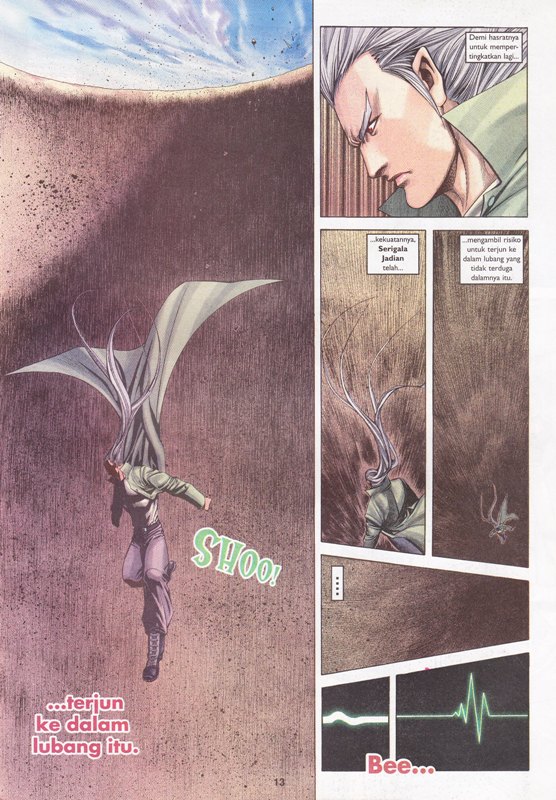 SHOO!
...terjun
ke dalam
lubang itu.
13
Demi hasratnya
untuk memper-
tingkatkan lagi...
...kekuatannya,
Serigala
Jadian
telah...
...mengambil risiko
untuk terjun ke
dalam lubang yang
tidak terduga
dalamnya itu.
....
Bee...